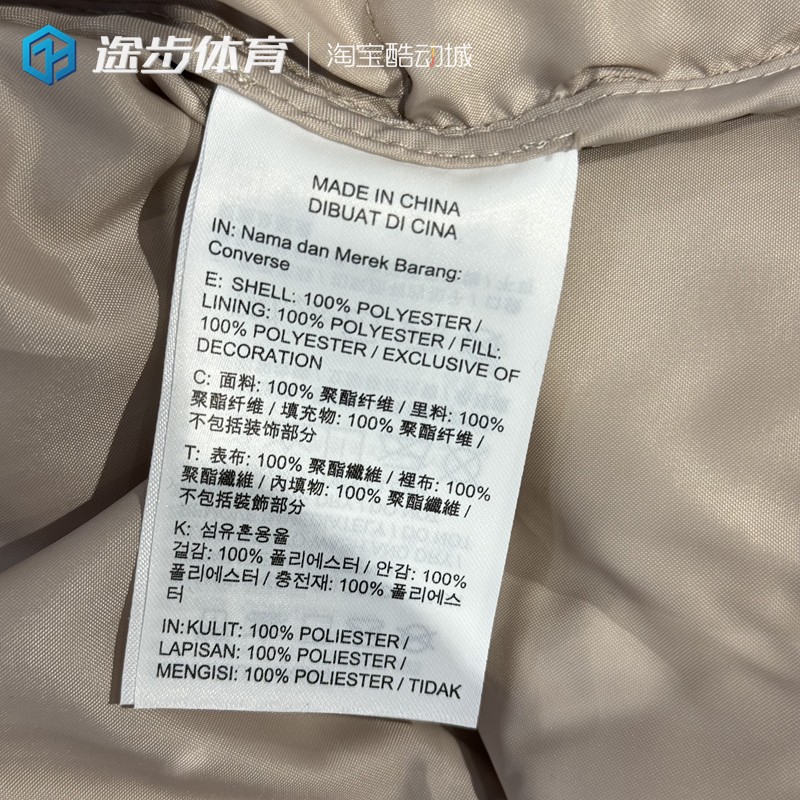 途步体育 | 淘宝酷动城
MADE IN CHINA
DIBUAT DI CINA
IN: Nama dan Merek Barang:
Converse
E: SHELL: 100% POLYESTER /
LINING: 100% POLYESTER / FILL:
100% POLYESTER / EXCLUSIVE OF
DECORATION
C: 面料: 100% 聚酯纤维 / 里料: 100%
聚酯纤维 / 填充物: 100% 聚酯纤维 /
不包括装饰部分
T: 表布: 100% 聚酯纖維 / 裡布: 100%
聚酯纖維 / 內填物: 100% 聚酯纖維 /
不包括裝飾部分
K: 섬유혼용율
겉감: 100% 폴리에스터 / 안감: 100%
폴리에스터 / 충전재: 100% 폴리에스
터
IN:KULIT: 100% POLIESTER /
LAPISAN: 100% POLIESTER /
MENGISI: 100% POLIESTER / TIDAK